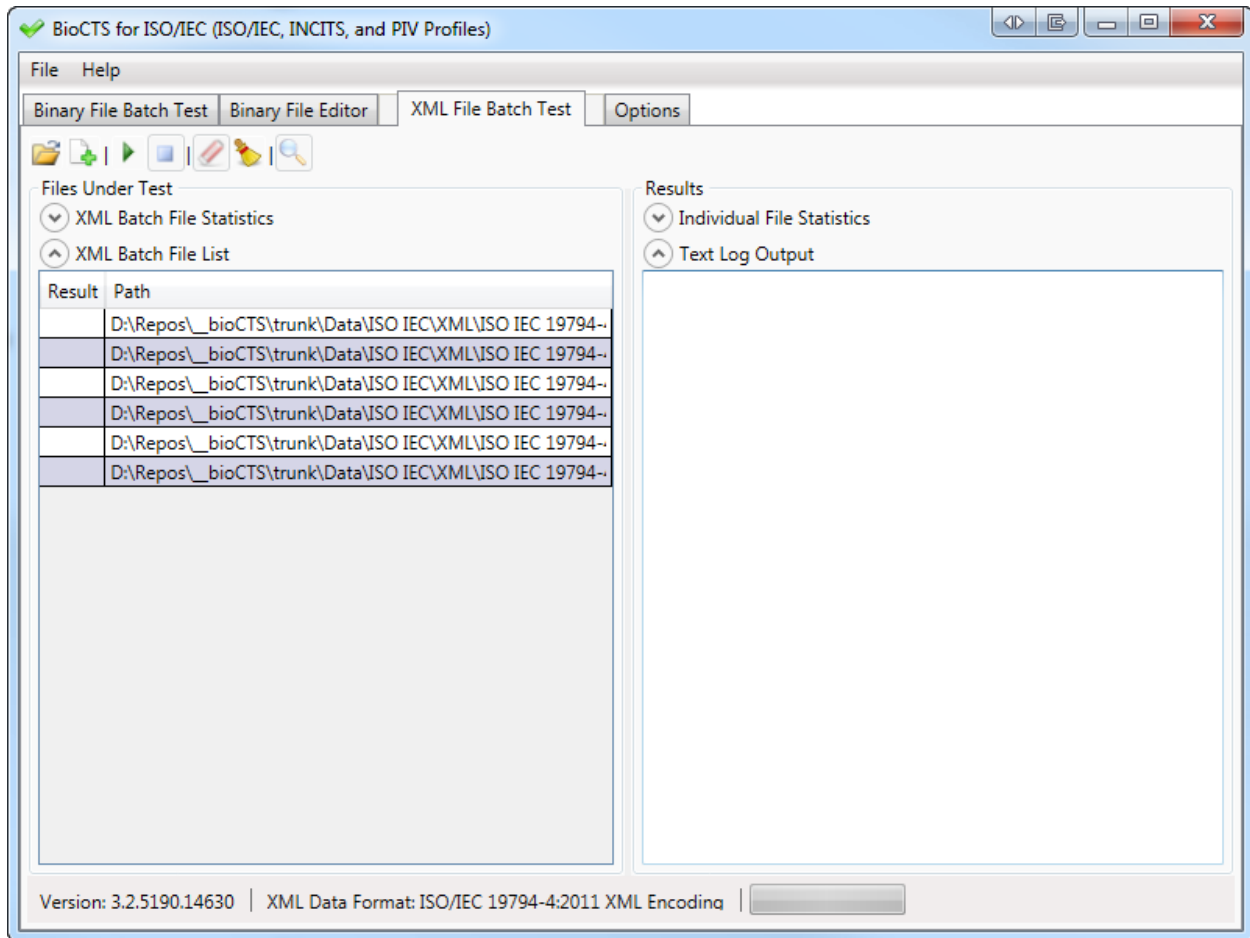 BioCTS for ISO/IEC (ISO/IEC, INCITS, and PIV Profiles)
File Help
Binary File Batch Test Binary File Editor XML File Batch Test Options
Files Under Test
XML Batch File Statistics
XML Batch File List
Result Path
D:\Repos\__bioCTS\trunk\Data\ISO IEC\XML\ISO IEC 19794-
D:\Repos\__bioCTS\trunk\Data\ISO IEC\XML\ISO IEC 19794-
D:\Repos\__bioCTS\trunk\Data\ISO IEC\XML\ISO IEC 19794-
D:\Repos\__bioCTS\trunk\Data\ISO IEC\XML\ISO IEC 19794-
D:\Repos\__bioCTS\trunk\Data\ISO IEC\XML\ISO IEC 19794-
D:\Repos\__bioCTS\trunk\Data\ISO IEC\XML\ISO IEC 19794-
Results
Individual File Statistics
Text Log Output
Version: 3.2.5190.14630 | XML Data Format: ISO/IEC 19794-4:2011 XML Encoding |